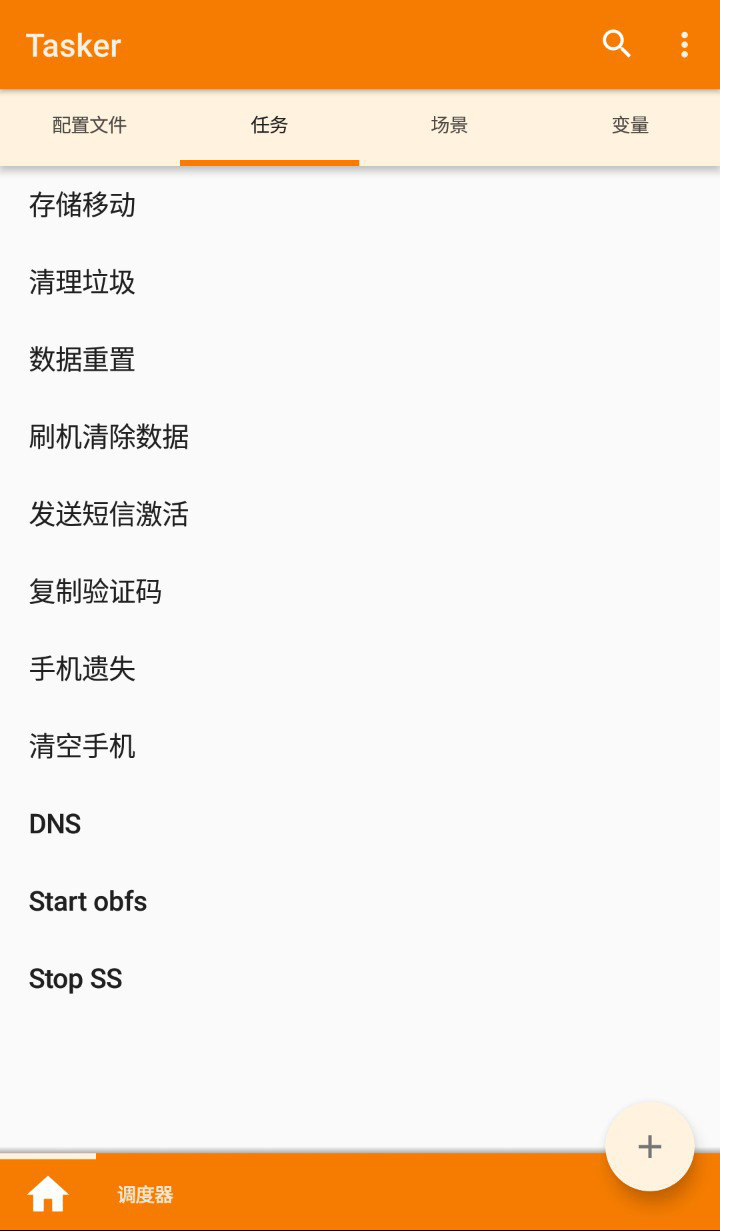 Tasker
配置文件 任务 场景 变量
存储移动
清理垃圾
数据重置
刷机清除数据
发送短信激活
复制验证码
手机遗失
清空手机
DNS
Start obfs
Stop SS
调度器